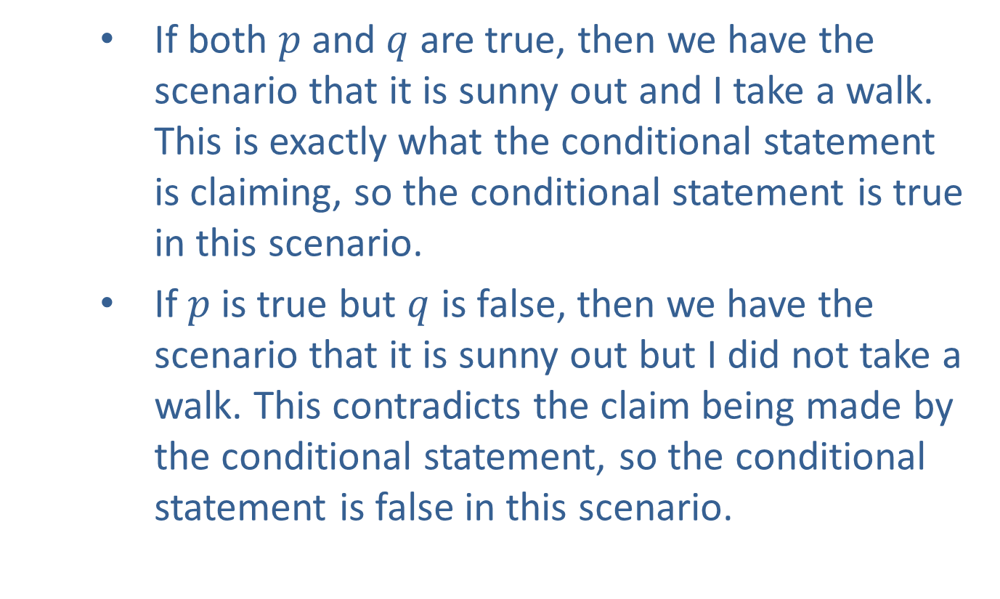 • If both p and q are true, then we have the
scenario that it is sunny out and I take a walk.
This is exactly what the conditional statement
is claiming, so the conditional statement is true
in this scenario.
• If p is true but q is false, then we have the
scenario that it is sunny out but I did not take a
walk. This contradicts the claim being made by
the conditional statement, so the conditional
statement is false in this scenario.